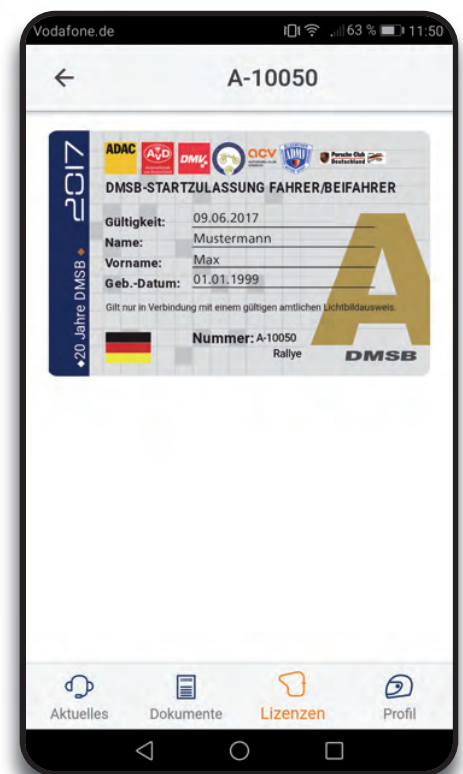 Vodafone.de 63 % 11:50
A-10050
2017
20 Jahre DMSB
ADAC AvD DMV acv ADMV Porsche Club Deutschland
DMSB-STARTZULASSUNG FAHRER/BEIFAHRER
Gültigkeit: 09.06.2017
Name: Mustermann
Vorname: Max
Geb.-Datum: 01.01.1999
Gilt nur in Verbindung mit einem gültigen amtlichen Lichtbildausweis.
Nummer: A-10050
Rallye
A
DMSB
Aktuelles Dokumente Lizenzen Profil